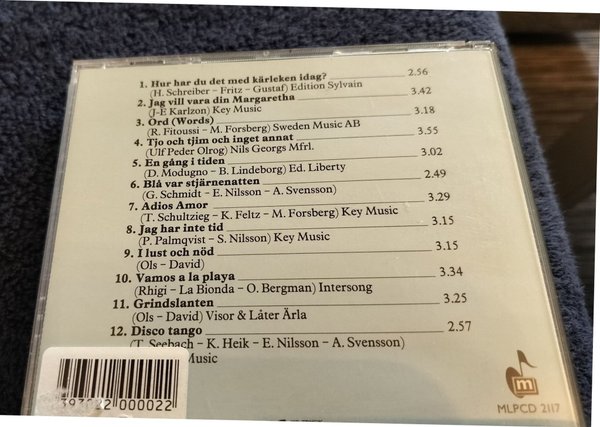 1. Hur har du det med kärleken idag? 2.56
(H. Schreiber – Fritz – Gustaf) Edition Sylvain
2. Jag vill vara din Margaretha 3.42
(J-E Karlzon) Key Music
3. Ord (Words) 3.18
(R. Fitoussi – M. Forsberg) Sweden Music AB
4. Tjo och tjim och inget annat 3.55
(Ulf Peder Olrog) Nils Georgs Mfrl.
5. En gång i tiden 3.02
(D. Modugno – B. Lindeborg) Ed. Liberty
6. Blå var stjärnenatten 2.49
(G. Schmidt – E. Nilsson – A. Svensson)
7. Adios Amor 3.29
(T. Schultzieg – K. Feltz – M. Forsberg) Key Music
8. Jag har inte tid 3.15
(P. Palmqvist – S. Nilsson) Key Music
9. I lust och nöd 3.15
(Ols – David)
10. Vamos a la playa 3.34
(Rhigi – La Bionda – O. Bergman) Intersong
11. Grindslanten 3.25
(Ols – David) Visor & Låter Ärla
12. Disco tango 2.57
(T. Seebach – K. Heik – E. Nilsson – A. Svensson)
Music
000022
m
MLPCD 2117